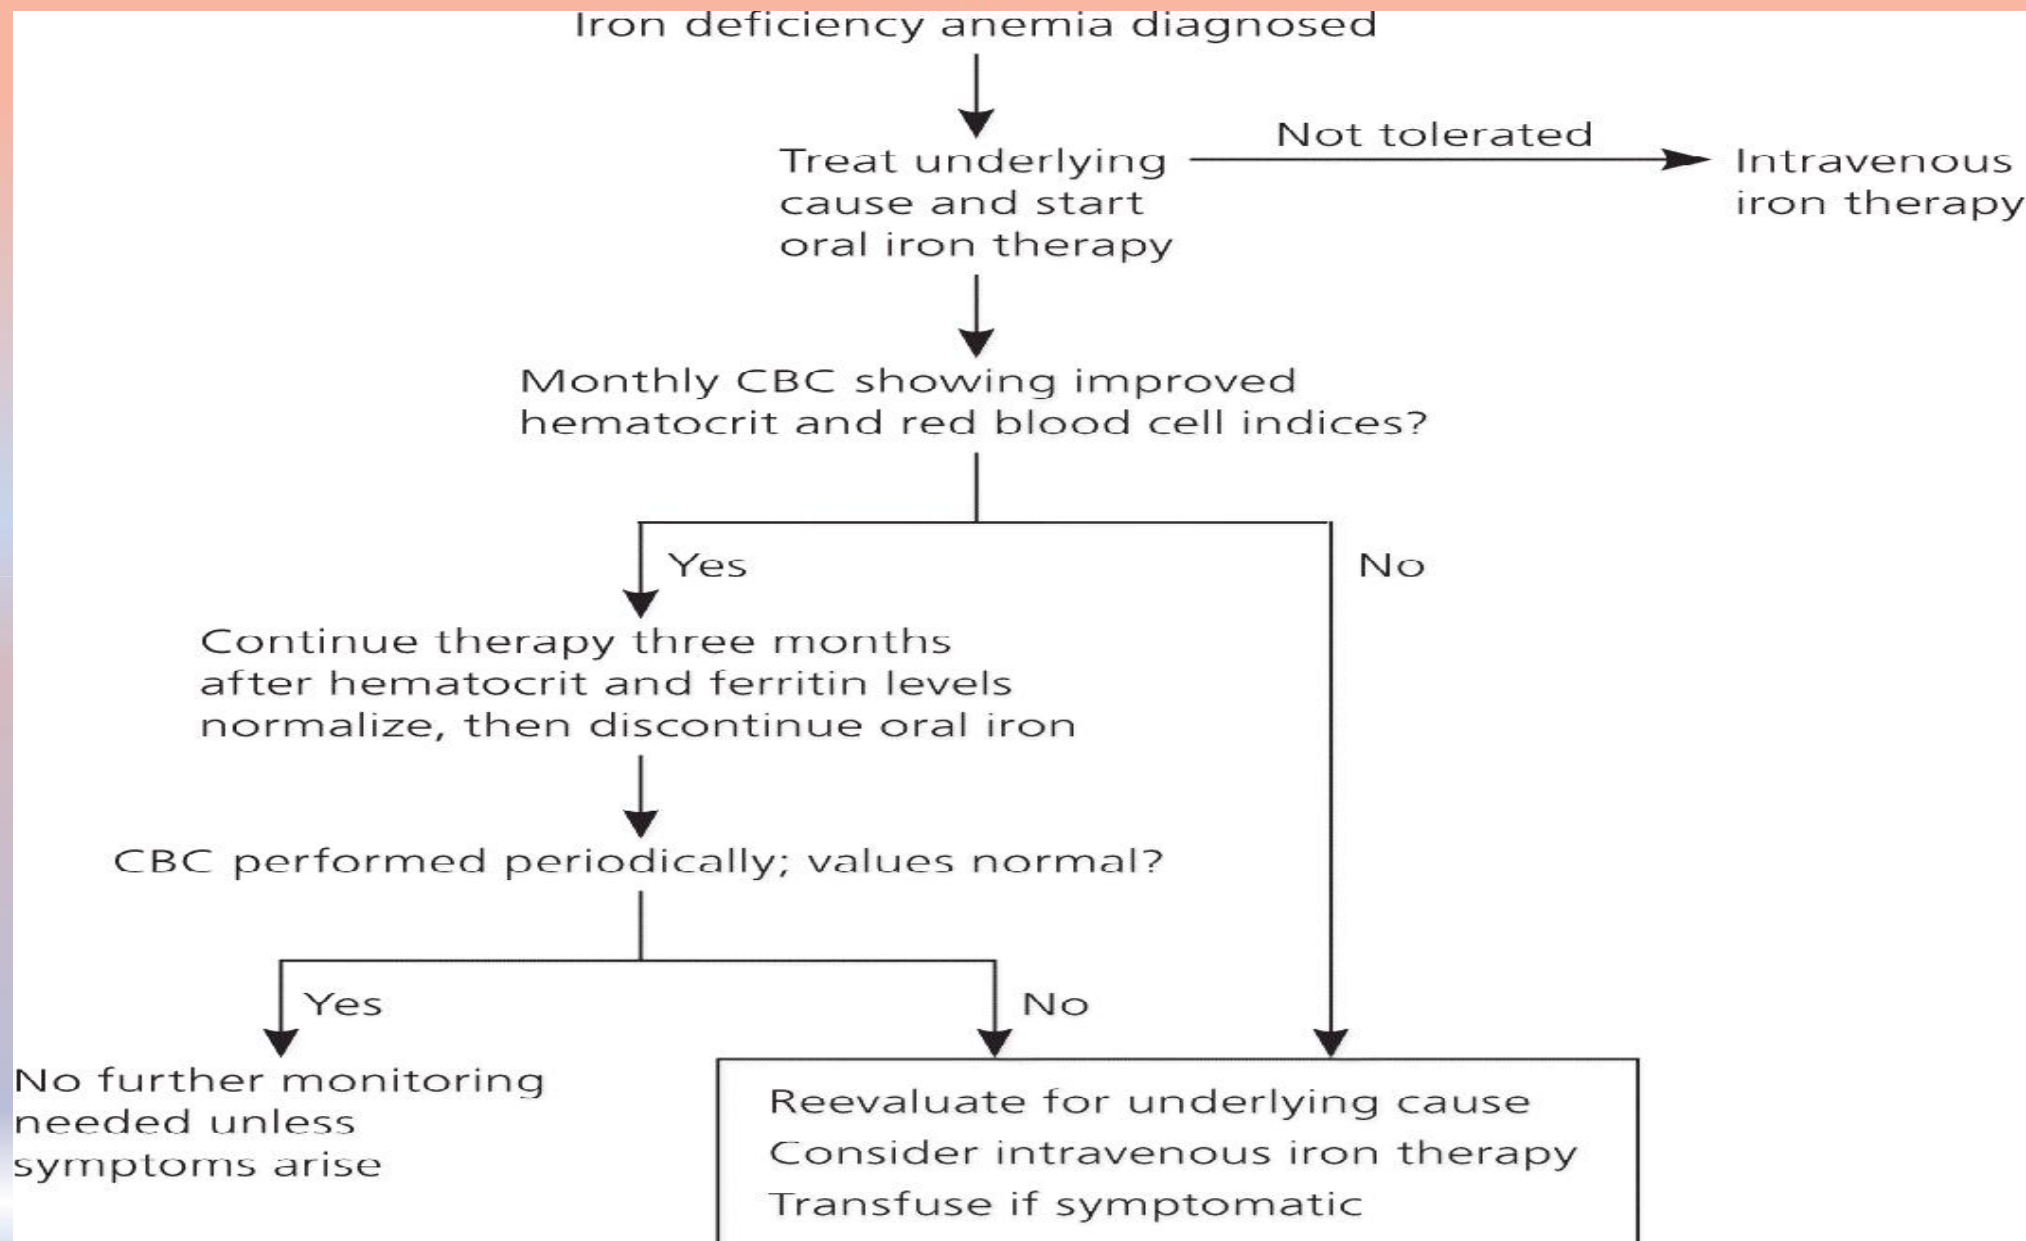 Iron deficiency anemia diagnosed
Not tolerated
Treat underlying
cause and start
oral iron therapy
Intravenous
iron therapy
Monthly CBC showing improved
hematocrit and red blood cell indices?
Yes
No
Continue therapy three months
after hematocrit and ferritin levels
normalize, then discontinue oral iron
CBC performed periodically; values normal?
Yes
No
No further monitoring
needed unless
symptoms arise
Reevaluate for underlying cause
Consider intravenous iron therapy
Transfuse if symptomatic